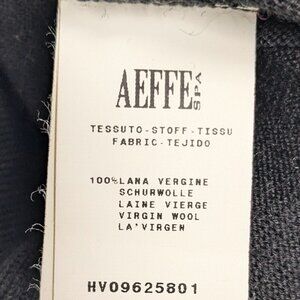 AEFFE SPA
TESSUTO-STOFF-TISSU
FABRIC-TEJIDO
100%LANA VERGINE
SCHURWOLLE
LAINE VIERGE
VIRGIN WOOL
LA'VIRGEN
HV09625801